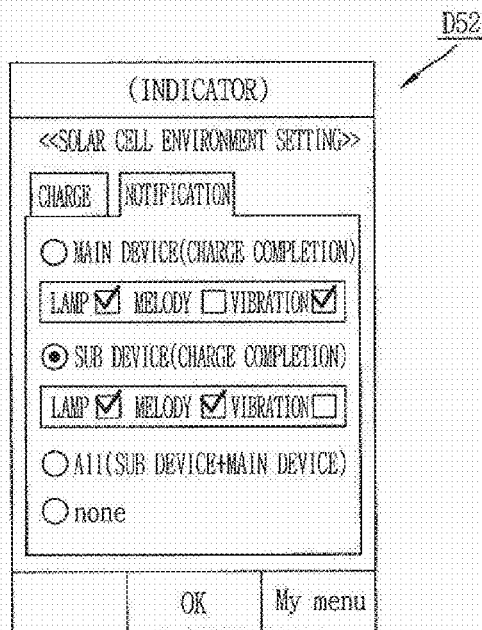 D52
(INDICATOR)
<<SOLAR CELL ENVIRONMENT SETTING>>
CHARGE NOTIFICATION
MAIN DEVICE(CHARGE COMPLETION)
LAMP MELODY VIBRATION
SUB DEVICE(CHARGE COMPLETION)
LAMP MELODY VIBRATION
All(SUB DEVICE+MAIN DEVICE)
none
OK My menu